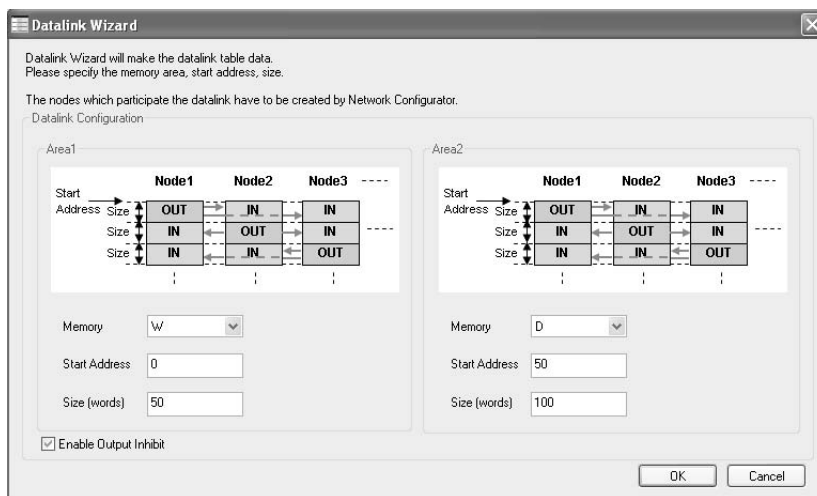 Datalink Wizard
Datalink Wizard will make the datalink table data.
Please specify the memory area, start address, size.
The nodes which participate the datalink have to be created by Network Configurator.
Datalink Configuration
Area1
Node1 Node2 Node3
Start
Address Size OUT IN IN
Size IN OUT IN
Size IN IN OUT
Memory W
Start Address 0
Size (words) 50
Area2
Node1 Node2 Node3
Start
Address Size OUT IN IN
Size IN OUT IN
Size IN IN OUT
Memory D
Start Address 50
Size (words) 100
Enable Output Inhibit
OK Cancel